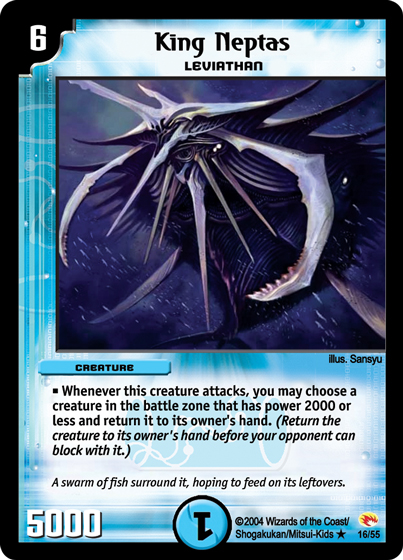 6
King Neptas
LEVIATHAN
illus. Sansyu
CREATURE
▪ Whenever this creature attacks, you may choose a
creature in the battle zone that has power 2000 or
less and return it to its owner's hand. (Return the
creature to its owner's hand before your opponent can
block with it.)
A swarm of fish surround it, hoping to feed on its leftovers.
5000
1
©2004 Wizards of the Coast/
Shogakukan/Mitsui-Kids ★ 16/55